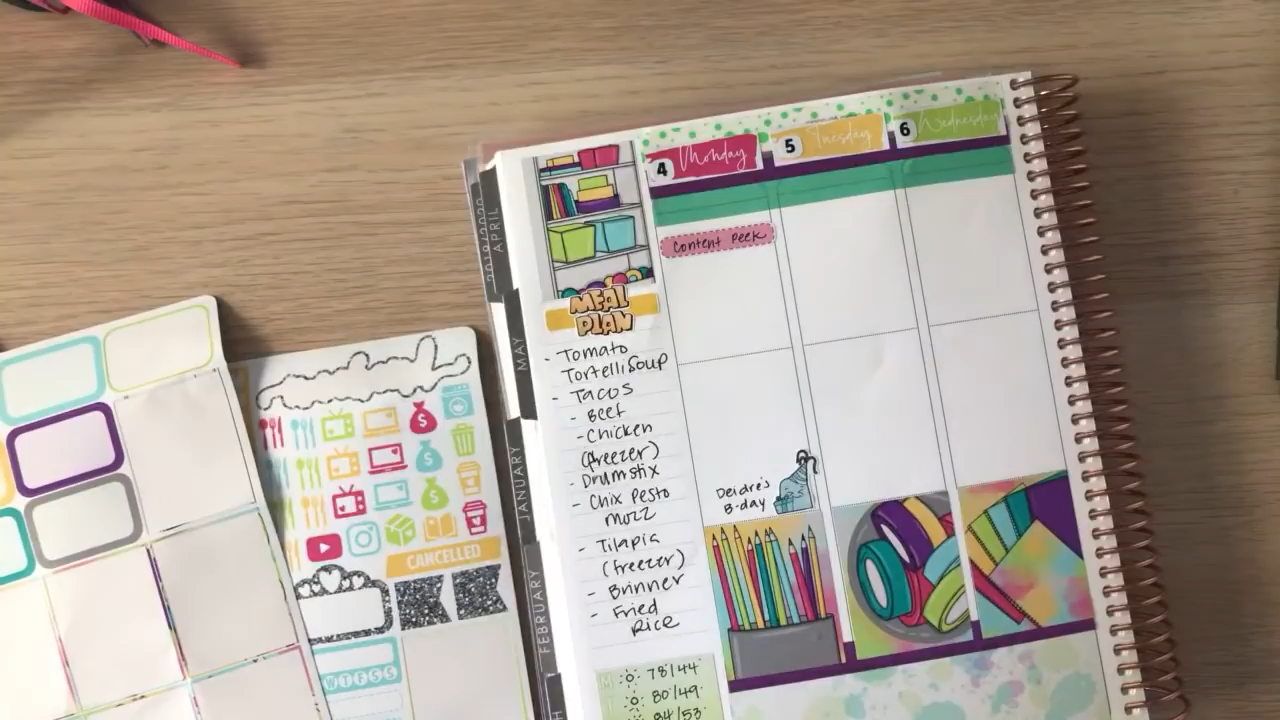 4 Monday
5 Tuesday
6 Wednesday
2019/2020
APRIL
MAY
JANUARY
FEBRUARY
Content Peek
MEAL
PLAN
- Tomato
Tortelli Soup
- Tacos
- Beef
- Chicken
(freezer)
- Drumstix
- Chix Pesto
Mozz
- Tilapia
(freezer)
- Brinner
- Fried
Rice
Deidre's
B-day
78/44
80/49
84/53
CANCELLED
W T F S S